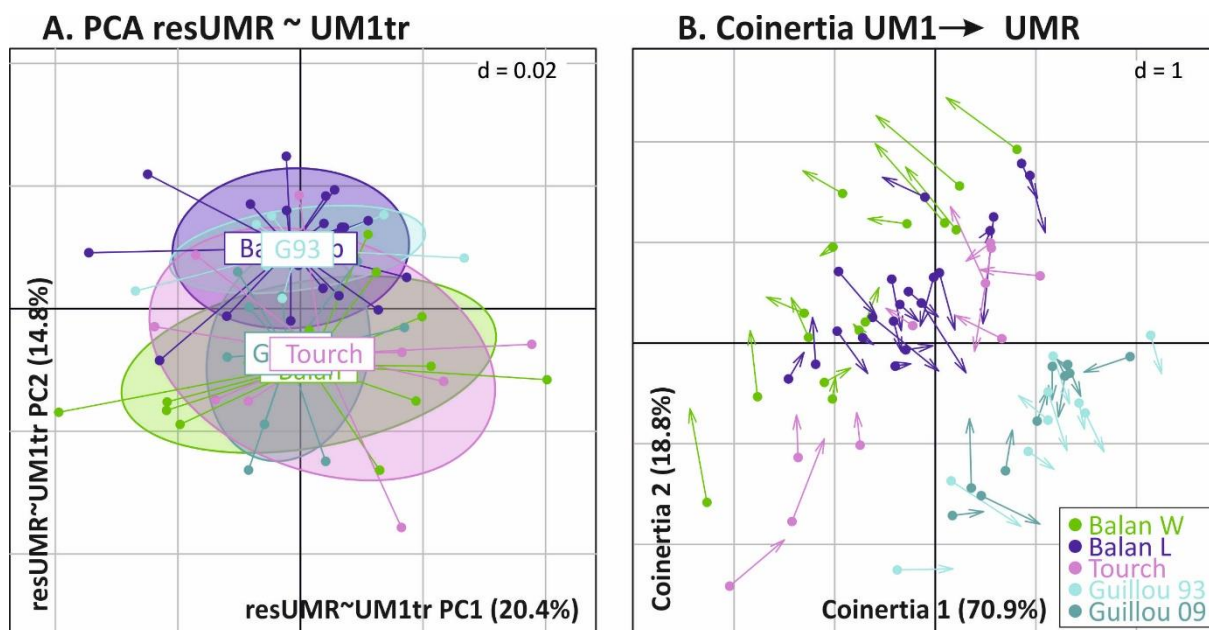 A. PCA resUMR ~ UM1tr
d = 0.02
G93
Tourch
resUMR~UM1tr PC2 (14.8%)
resUMR~UM1tr PC1 (20.4%)
B. Coinertia UM1→ UMR
d = 1
Coinertia 2 (18.8%)
Coinertia 1 (70.9%)
Balan W
Balan L
Tourch
Guillou 93
Guillou 09